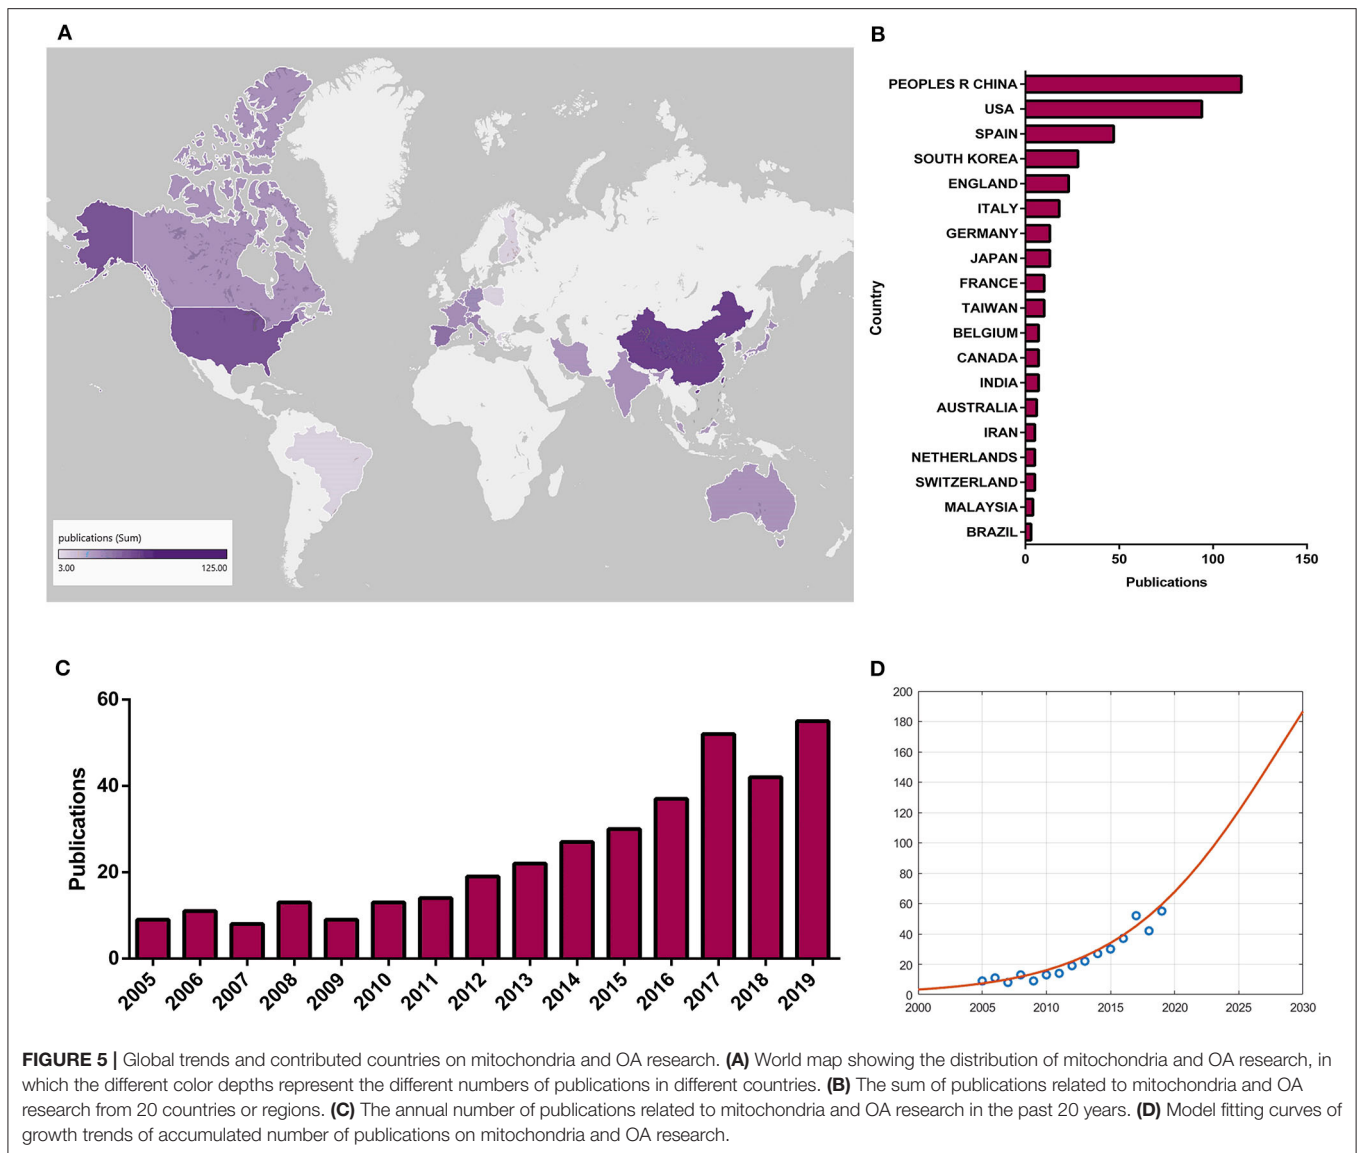 A
publications (Sum)
3.00 125.00
B
Country
PEOPLES R CHINA
USA
SPAIN
SOUTH KOREA
ENGLAND
ITALY
GERMANY
JAPAN
FRANCE
TAIWAN
BELGIUM
CANADA
INDIA
AUSTRALIA
IRAN
NETHERLANDS
SWITZERLAND
MALAYSIA
BRAZIL
0 50 100 150
Publications
C
Publications
60
40
20
0
2005 2006 2007 2008 2009 2010 2011 2012 2013 2014 2015 2016 2017 2018 2019
D
200
180
160
140
120
100
80
60
40
20
0
2000 2005 2010 2015 2020 2025 2030
FIGURE 5 | Global trends and contributed countries on mitochondria and OA research. (A) World map showing the distribution of mitochondria and OA research, in
which the different color depths represent the different numbers of publications in different countries. (B) The sum of publications related to mitochondria and OA
research from 20 countries or regions. (C) The annual number of publications related to mitochondria and OA research in the past 20 years. (D) Model fitting curves of
growth trends of accumulated number of publications on mitochondria and OA research.